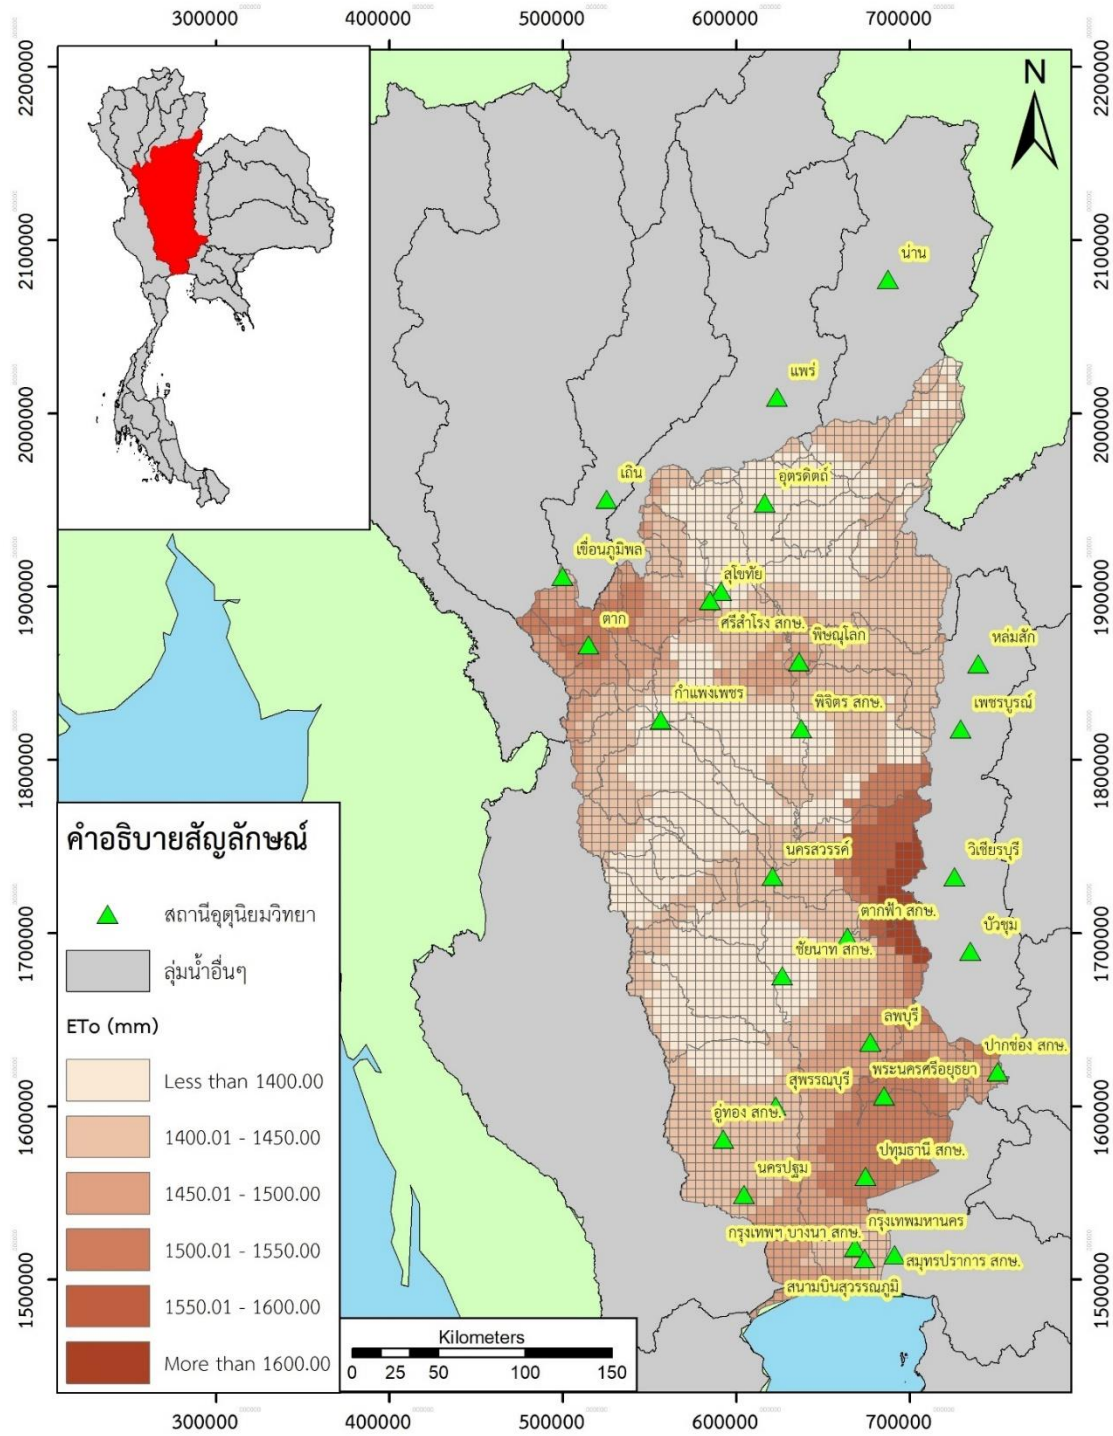 300000 400000 500000 600000 700000
2200000
2100000
2000000
1900000
1800000
1700000
1600000
1500000
2200000
2100000
2000000
1900000
1800000
1700000
1600000
1500000
N
น่าน
แพร่
เถิน
อุตรดิตถ์
เขื่อนภูมิพล
สุโขทัย
ตาก
ศรีสำโรง สกษ.
พิษณุโลก
หล่มสัก
กำแพงเพชร
พิจิตร สกษ.
เพชรบูรณ์
นครสวรรค์
วิเชียรบุรี
ตากฟ้า สกษ.
บัวชุม
ชัยนาท สกษ.
ลพบุรี
ปากช่อง สกษ.
พระนครศรีอยุธยา
สุพรรณบุรี
อู่ทอง สกษ.
ปทุมธานี สกษ.
นครปฐม
กรุงเทพมหานคร
กรุงเทพฯ บางนา สกษ.
สมุทรปราการ สกษ.
สนามบินสุวรรณภูมิ
คำอธิบายสัญลักษณ์
สถานีอุตุนิยมวิทยา
ลุ่มน้ำอื่นๆ
ETo (mm)
Less than 1400.00
1400.01 - 1450.00
1450.01 - 1500.00
1500.01 - 1550.00
1550.01 - 1600.00
More than 1600.00
Kilometers
0 25 50 100 150
300000 400000 500000 600000 700000